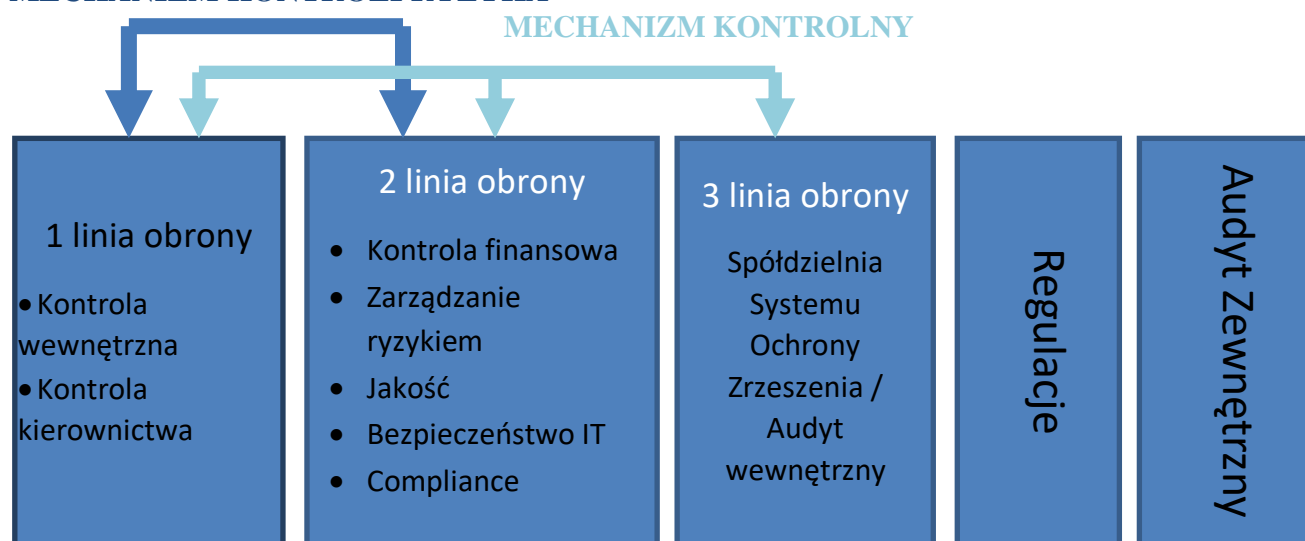 MECHANIZM KONTROLNY
1 linia obrony
• Kontrola
wewnętrzna
• Kontrola
kierownictwa
2 linia obrony
• Kontrola finansowa
• Zarządzanie
ryzykiem
• Jakość
• Bezpieczeństwo IT
• Compliance
3 linia obrony
Spółdzielnia
Systemu
Ochrony
Zrzeszenia /
Audyt
wewnętrzny
Regulacje
Audyt Zewnętrzny